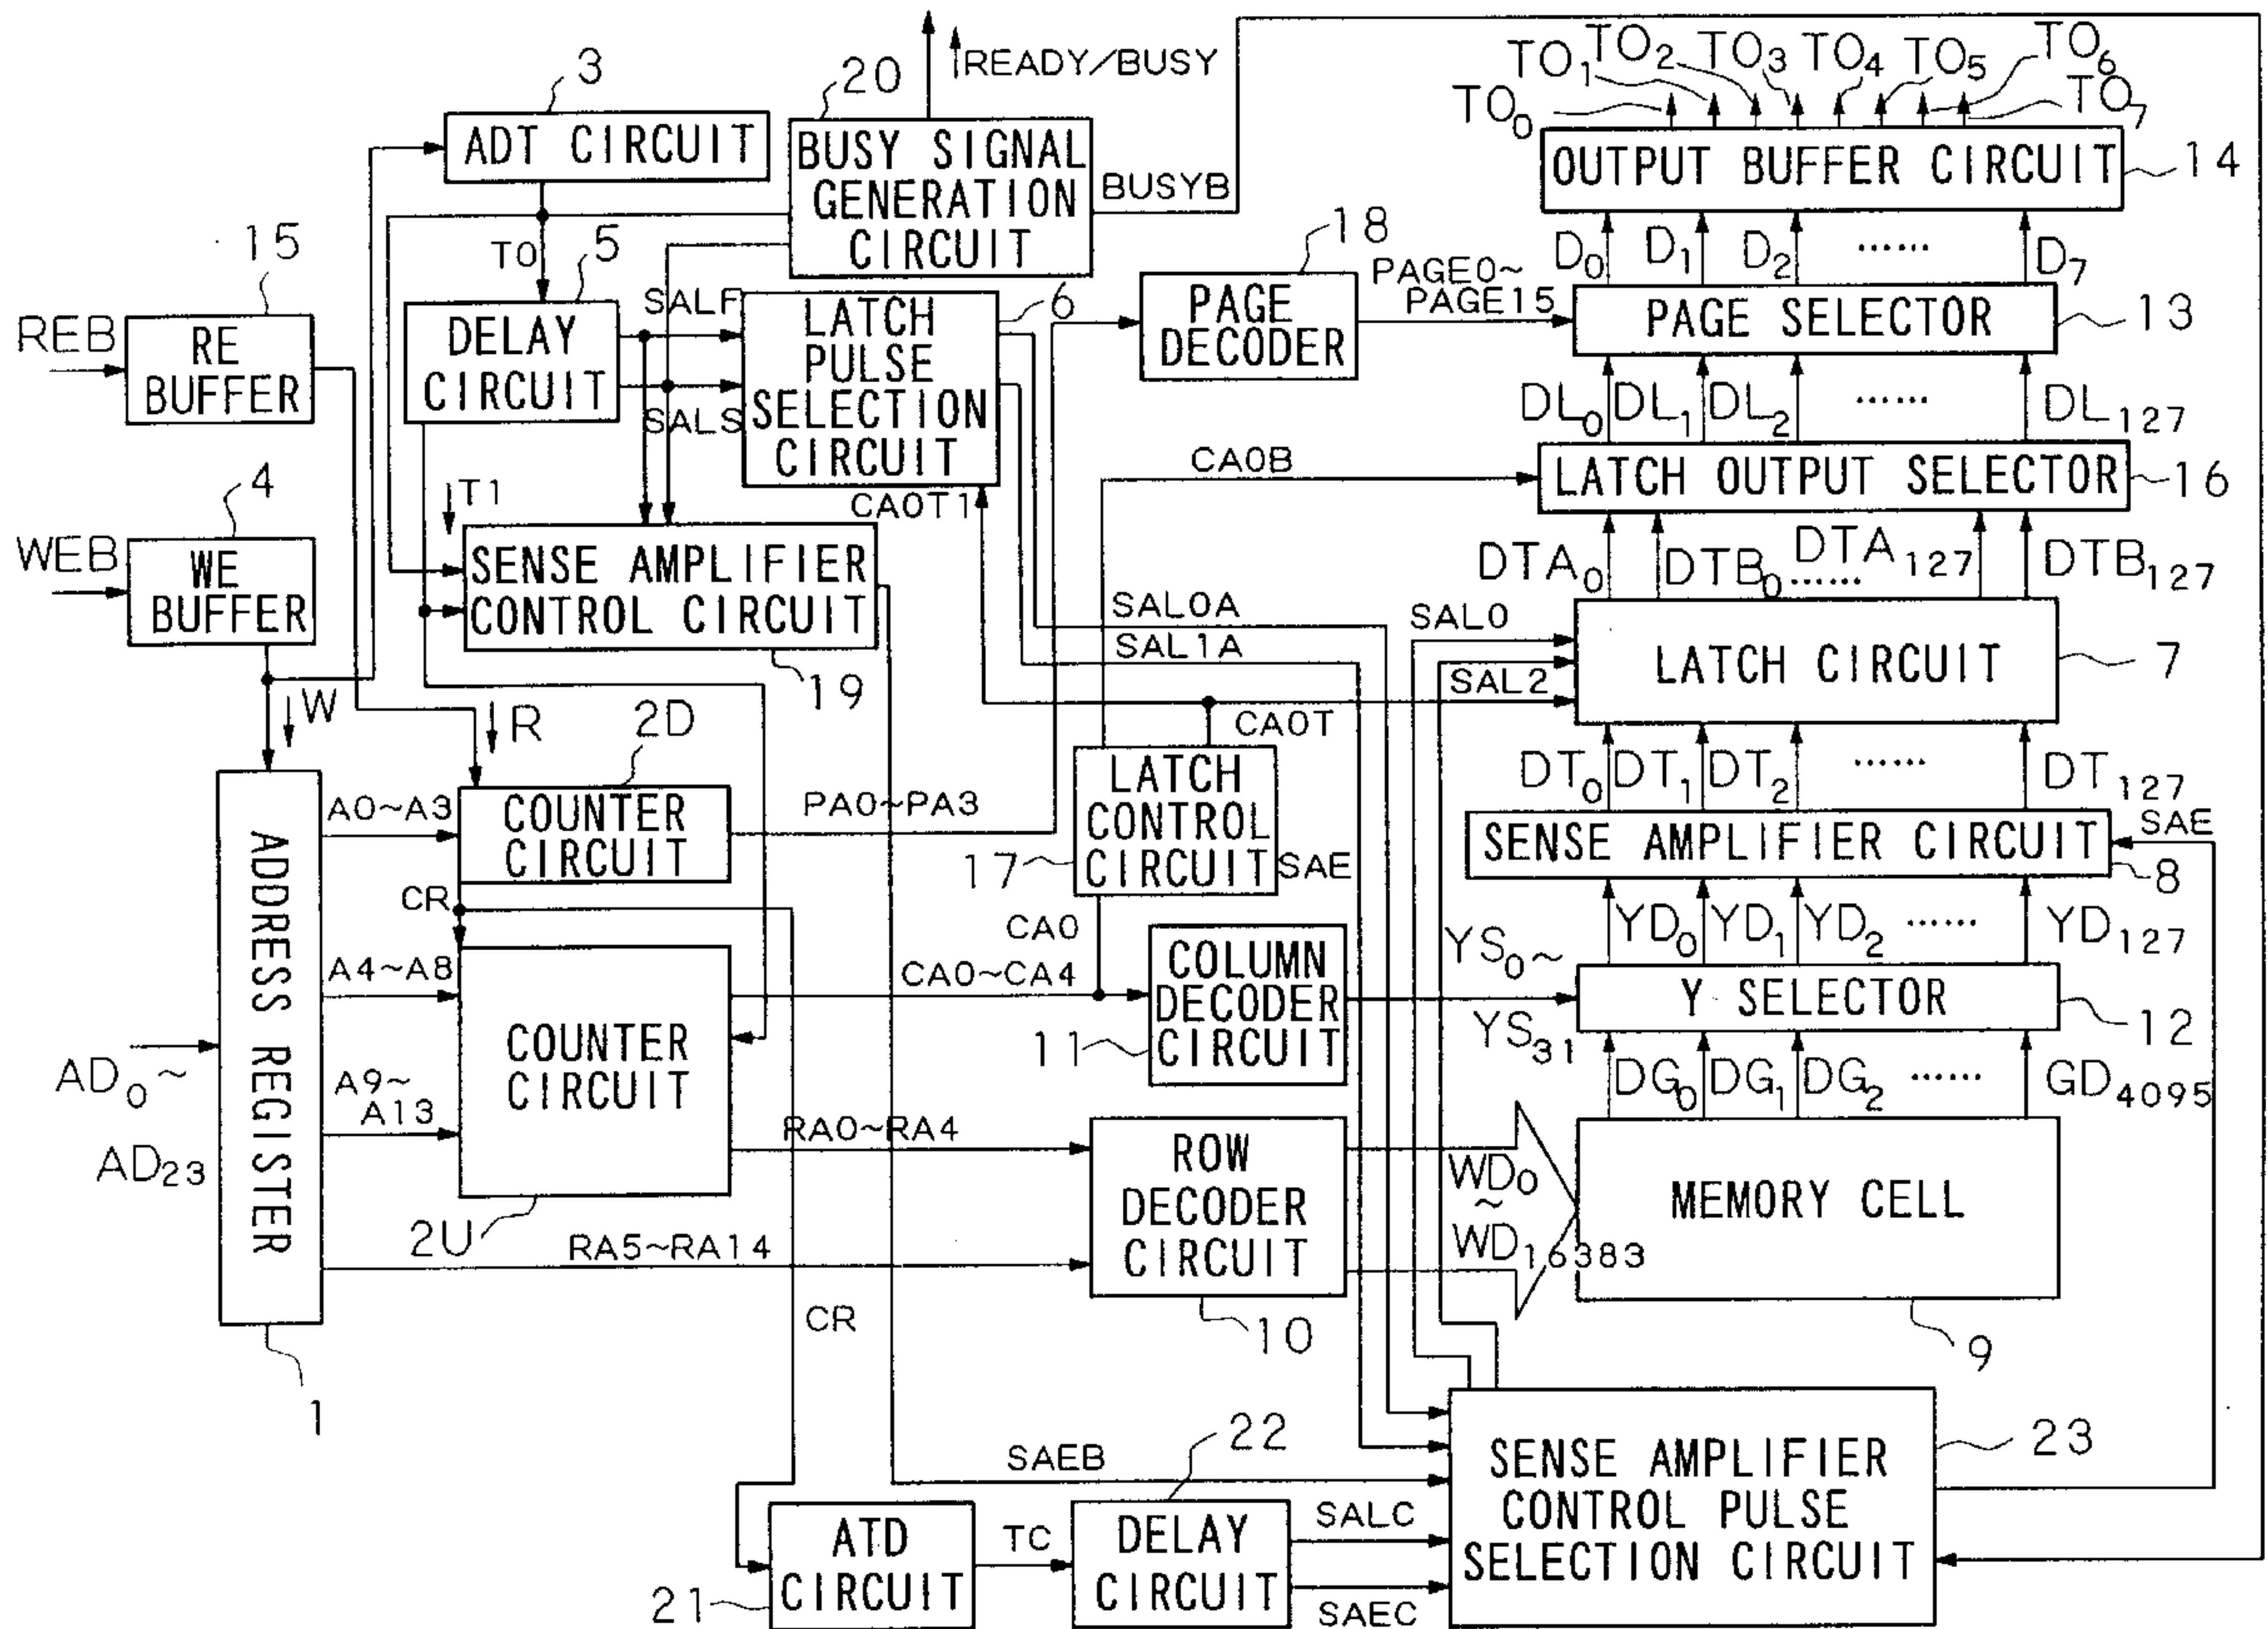 READY/BUSY
3
ADT CIRCUIT
20
BUSY SIGNAL
GENERATION
CIRCUIT
BUSYB
TO0
TO1
TO2
TO3
TO4
TO5
TO6
TO7
OUTPUT BUFFER CIRCUIT
14
15
REB
RE
BUFFER
T0
5
DELAY
CIRCUIT
SALF
SALS
6
LATCH
PULSE
SELECTION
CIRCUIT
CA0T1
18
PAGE
DECODER
PAGE0~
PAGE15
D0
D1
D2
......
D7
PAGE SELECTOR
13
DL0
DL1
DL2
......
DL127
CA0B
LATCH OUTPUT SELECTOR
16
4
WEB
WE
BUFFER
T1
SENSE AMPLIFIER
CONTROL CIRCUIT
19
DTA0
DTB0
......
DTA127
DTB127
SAL0A
SAL1A
SAL0
SAL2
CA0T
LATCH CIRCUIT
7
W
R
2D
COUNTER
CIRCUIT
A0~A3
PA0~PA3
LATCH
CONTROL
CIRCUIT
17
SAE
DT0
DT1
DT2
......
DT127
SENSE AMPLIFIER CIRCUIT
SAE
8
ADDRESS REGISTER
CR
CA0
A4~A8
CA0~CA4
COUNTER
CIRCUIT
COLUMN
DECODER
CIRCUIT
11
YS0~
YS31
YD0
YD1
YD2
......
YD127
Y SELECTOR
12
AD0~
AD23
A9~
A13
DG0
DG1
DG2
......
GD4095
RA0~RA4
2U
RA5~RA14
ROW
DECODER
CIRCUIT
10
WD0
~
WD16383
MEMORY CELL
9
1
CR
SAEB
22
23
SENSE AMPLIFIER
CONTROL PULSE
SELECTION CIRCUIT
ATD
CIRCUIT
21
TC
DELAY
CIRCUIT
SALC
SAEC